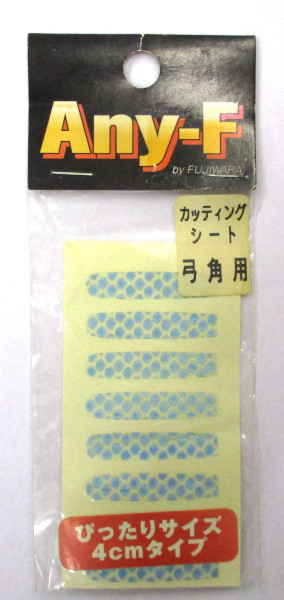 Any-F
by FUJIWARA
カッティング
シート
弓角用
ぴったりサイズ
4cmタイプ